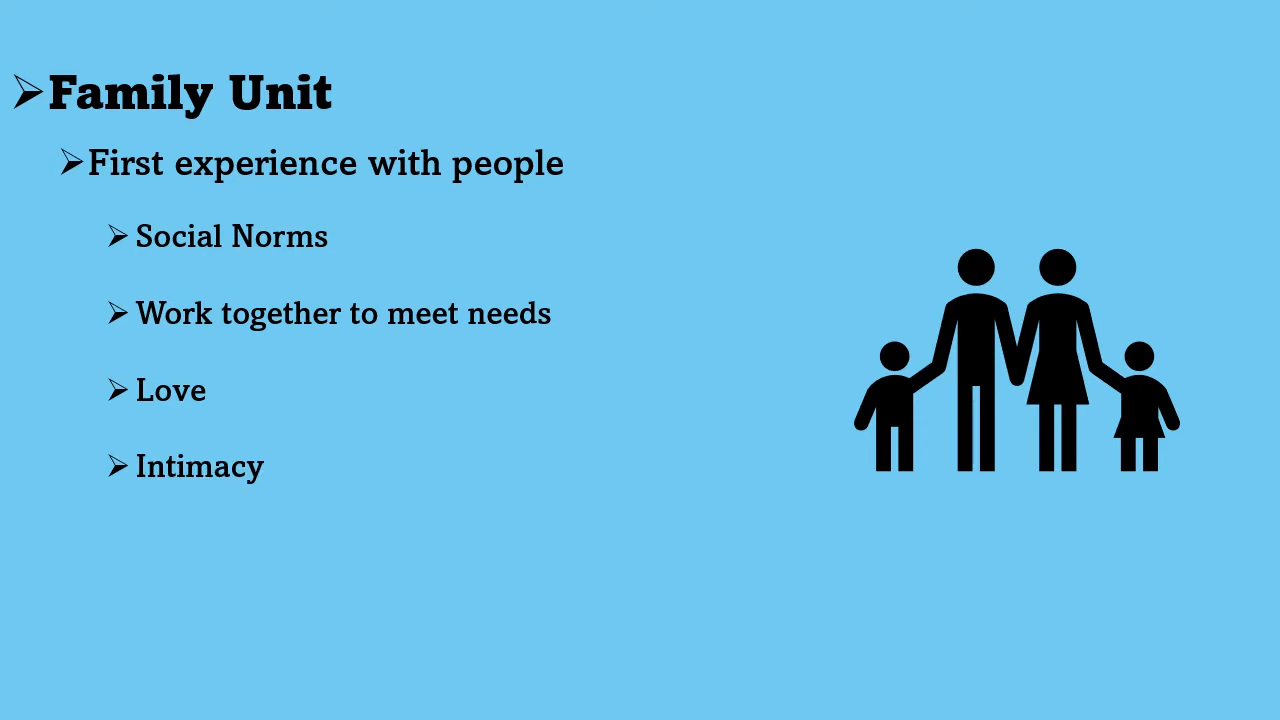 Family Unit
First experience with people
Social Norms
Work together to meet needs
Love
Intimacy